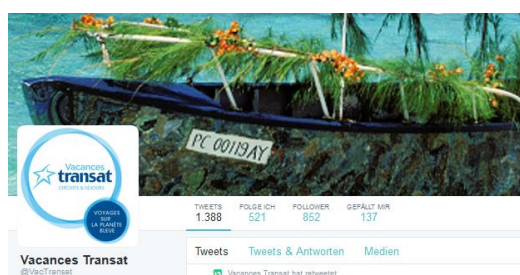 PC 00119AY
Vacances
transat
CIRCUITS & SÉJOURS
VOYAGES
SUR
LA PLANÈTE
BLEUE
TWEETS FOLGE ICH FOLLOWER GEFÄLLT MIR
1.388 521 852 137
Vacances Transat
@VacTransat
Tweets Tweets & Antworten Medien
Vacances Transat hat retweetet